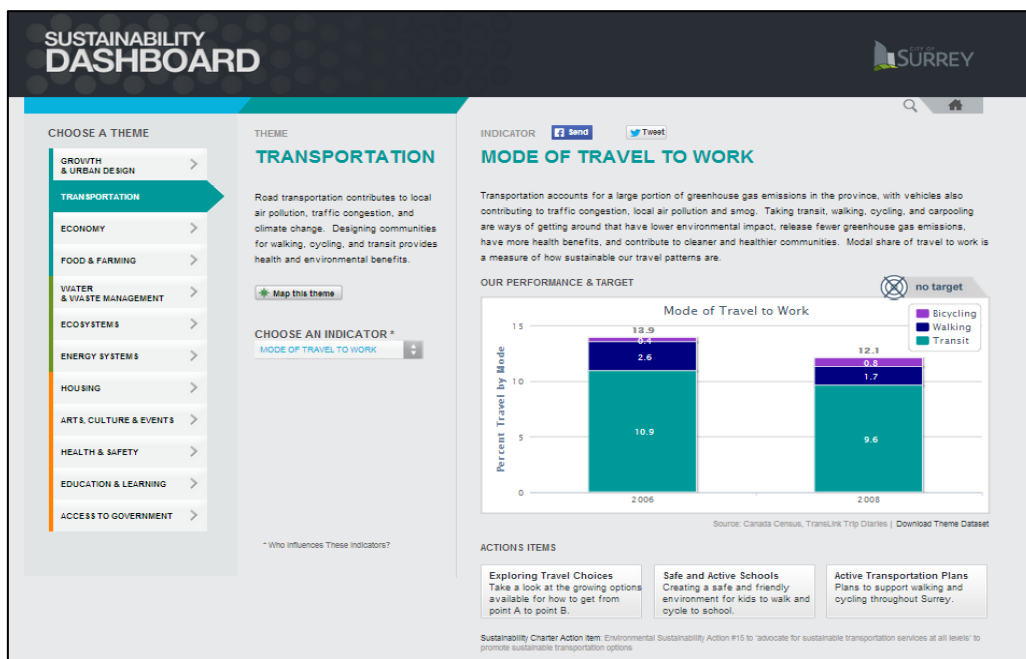 SUSTAINABILITY
DASHBOARD
CITY OF
SURREY
CHOOSE A THEME
GROWTH
& URBAN DESIGN
TRANSPORTATION
ECONOMY
FOOD & FARMING
WATER
& WASTE MANAGEMENT
ECOSYSTEMS
ENERGY SYSTEMS
HOUSING
ARTS, CULTURE & EVENTS
HEALTH & SAFETY
EDUCATION & LEARNING
ACCESS TO GOVERNMENT
THEME
TRANSPORTATION
Road transportation contributes to local
air pollution, traffic congestion, and
climate change. Designing communities
for walking, cycling, and transit provides
health and environmental benefits.
Map this theme
CHOOSE AN INDICATOR *
MODE OF TRAVEL TO WORK
* Who Influences These Indicators?
INDICATOR
Send
Tweet
MODE OF TRAVEL TO WORK
Transportation accounts for a large portion of greenhouse gas emissions in the province, with vehicles also
contributing to traffic congestion, local air pollution and smog. Taking transit, walking, cycling, and carpooling
are ways of getting around that have lower environmental impact, release fewer greenhouse gas emissions,
have more health benefits, and contribute to cleaner and healthier communities. Modal share of travel to work is
a measure of how sustainable our travel patterns are.
OUR PERFORMANCE & TARGET
no target
Mode of Travel to Work
Bicycling
Walking
Transit
Percent Travel by Mode
15
10
5
0
13.9
0.4
2.6
10.9
12.1
0.8
1.7
9.6
2006
2008
Source: Canada Census, TransLink Trip Diaries | Download Theme Dataset
ACTIONS ITEMS
Exploring Travel Choices
Take a look at the growing options
available for how to get from
point A to point B.
Safe and Active Schools
Creating a safe and friendly
environment for kids to walk and
cycle to school.
Active Transportation Plans
Plans to support walking and
cycling throughout Surrey.
Sustainability Charter Action Item: Environmental Sustainability Action #15 to 'advocate for sustainable transportation services at all levels' to
promote sustainable transportation options